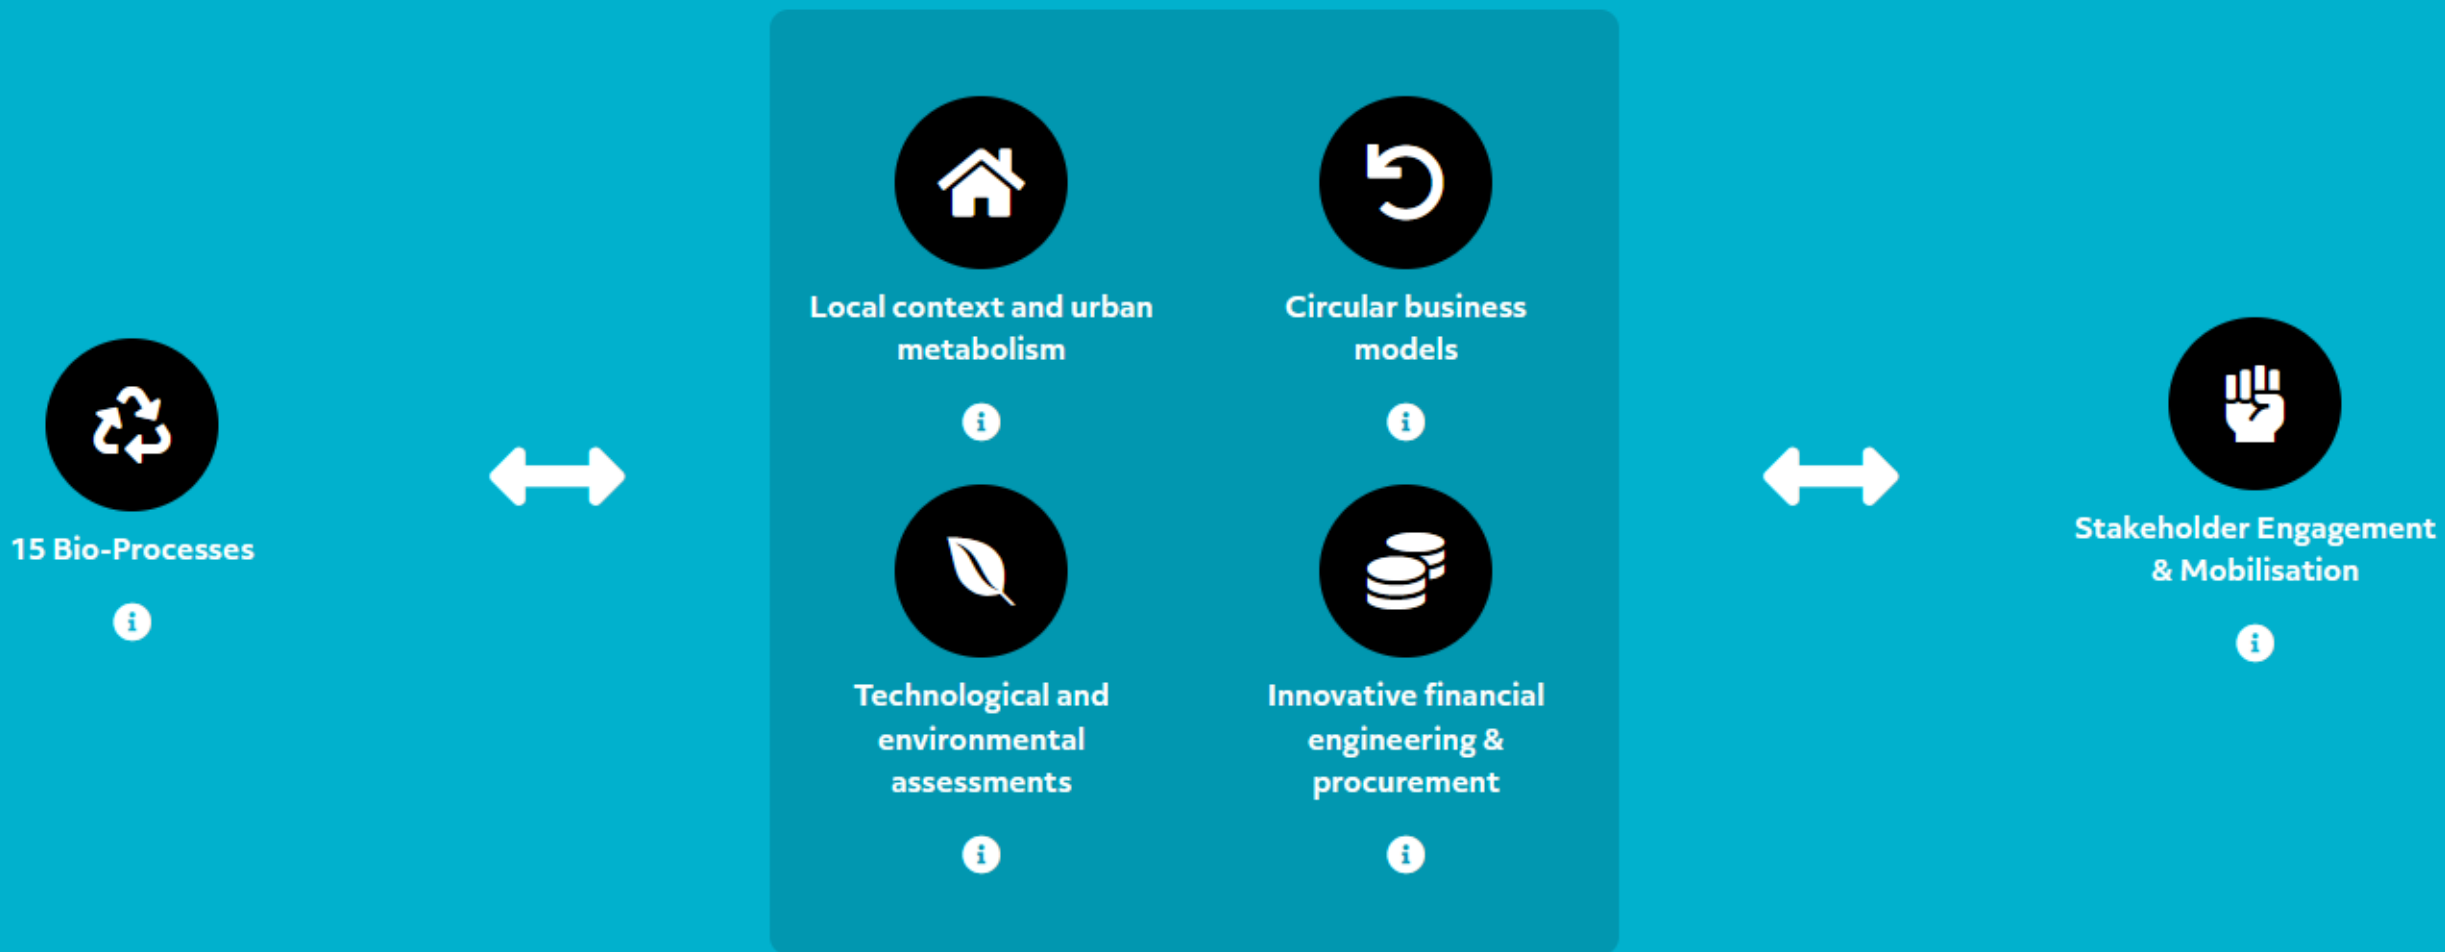 15 Bio-Processes
Local context and urban
metabolism
Circular business
models
Technological and
environmental
assessments
Innovative financial
engineering &
procurement
Stakeholder Engagement
& Mobilisation